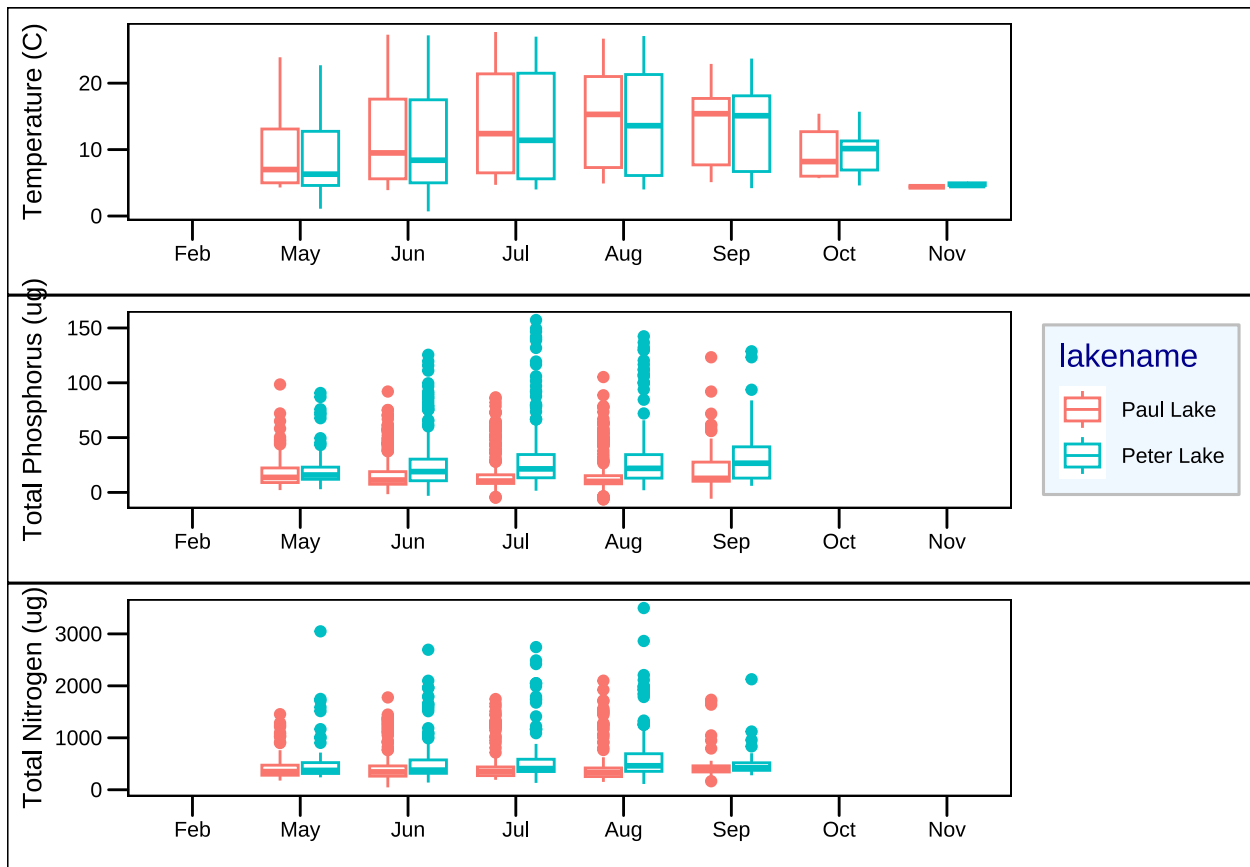 Temperature (C)
20
10
0
Feb May Jun Jul Aug Sep Oct Nov
Total Phosphorus (ug)
150
100
50
0
Feb May Jun Jul Aug Sep Oct Nov
lakename
Paul Lake
Peter Lake
Total Nitrogen (ug)
3000
2000
1000
0
Feb May Jun Jul Aug Sep Oct Nov